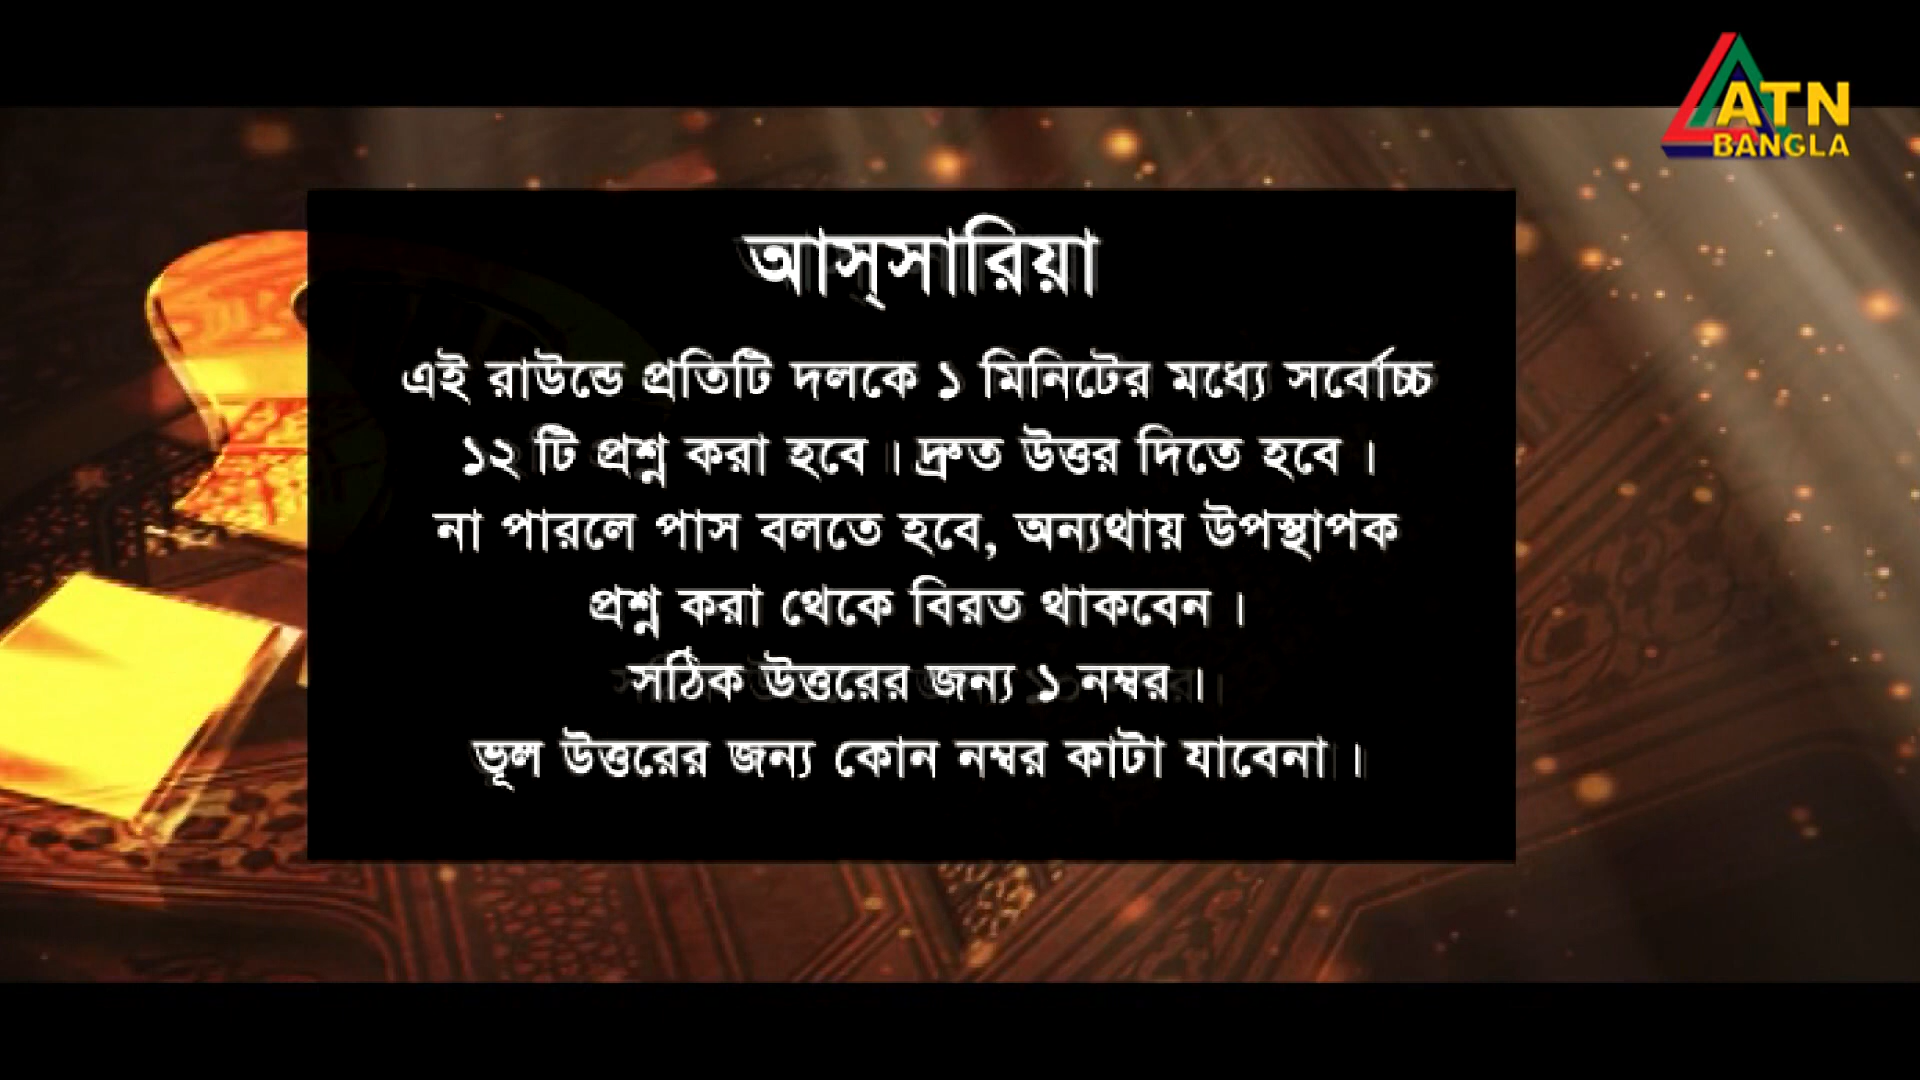 ATN
BANGLA
আস্‌সারিয়া
এই রাউন্ডে প্রতিটি দলকে ১ মিনিটের মধ্যে সর্বোচ্চ
১২ টি প্রশ্ন করা হবে । দ্রুত উত্তর দিতে হবে ।
না পারলে পাস বলতে হবে, অন্যথায় উপস্থাপক
প্রশ্ন করা থেকে বিরত থাকবেন ।
সঠিক উত্তরের জন্য ১ নম্বর ।
ভূল উত্তরের জন্য কোন নম্বর কাটা যাবেনা ।